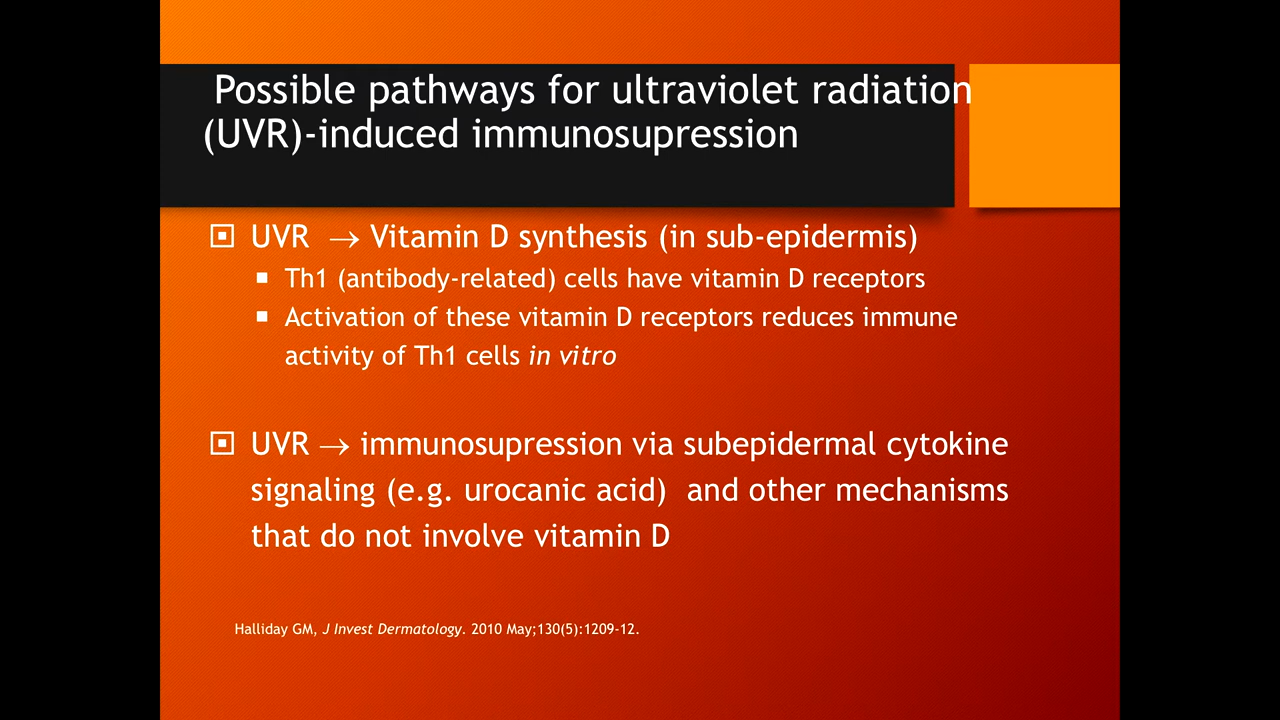 Possible pathways for ultraviolet radiation
(UVR)-induced immunosupression
UVR → Vitamin D synthesis (in sub-epidermis)
Th1 (antibody-related) cells have vitamin D receptors
Activation of these vitamin D receptors reduces immune
activity of Th1 cells in vitro
UVR → immunosupression via subepidermal cytokine
signaling (e.g. urocanic acid) and other mechanisms
that do not involve vitamin D
Halliday GM, J Invest Dermatology. 2010 May;130(5):1209-12.